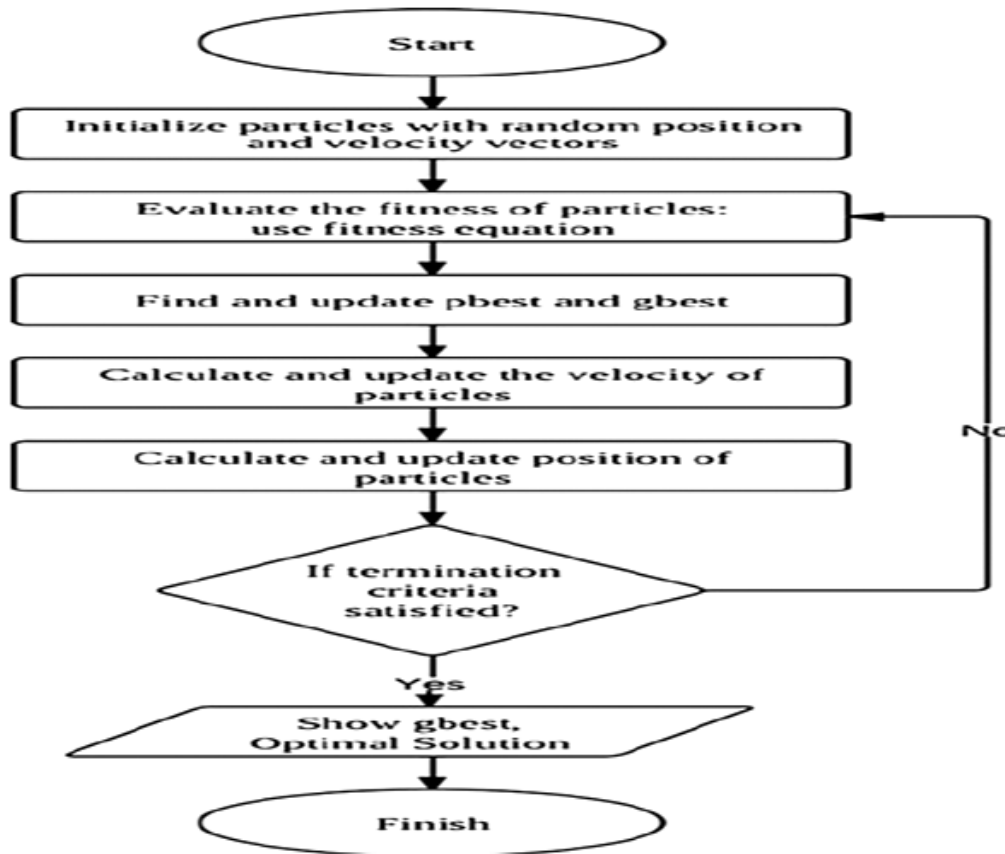 Start
Initialize particles with random position
and velocity vectors
Evaluate the fitness of particles:
use fitness equation
Find and update pbest and gbest
Calculate and update the velocity of
particles
Calculate and update position of
particles
If termination
criteria
satisfied?
No
Yes
Show gbest,
Optimal Solution
Finish